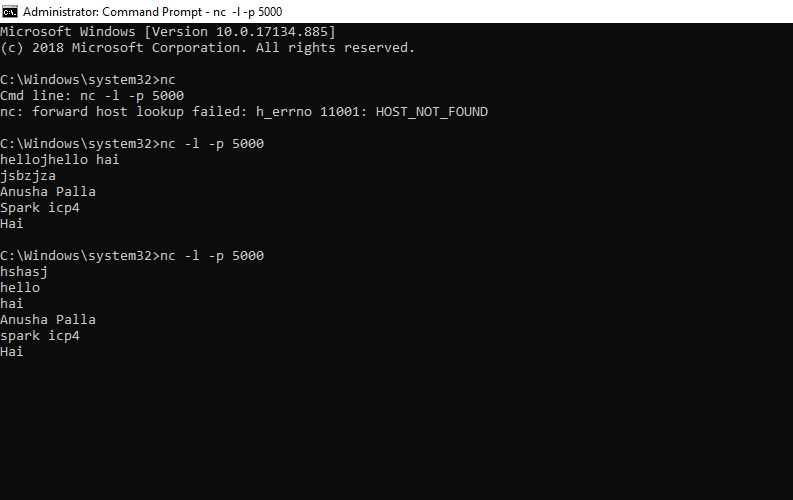 Administrator: Command Prompt - nc  -l -p 5000
Microsoft Windows [Version 10.0.17134.885]
(c) 2018 Microsoft Corporation. All rights reserved.
C:\Windows\system32>nc
Cmd line: nc -l -p 5000
nc: forward host lookup failed: h_errno 11001: HOST_NOT_FOUND
C:\Windows\system32>nc -l -p 5000
hellojhello hai
jsbzjza
Anusha Palla
Spark icp4
Hai
C:\Windows\system32>nc -l -p 5000
hshasj
hello
hai
Anusha Palla
spark icp4
Hai